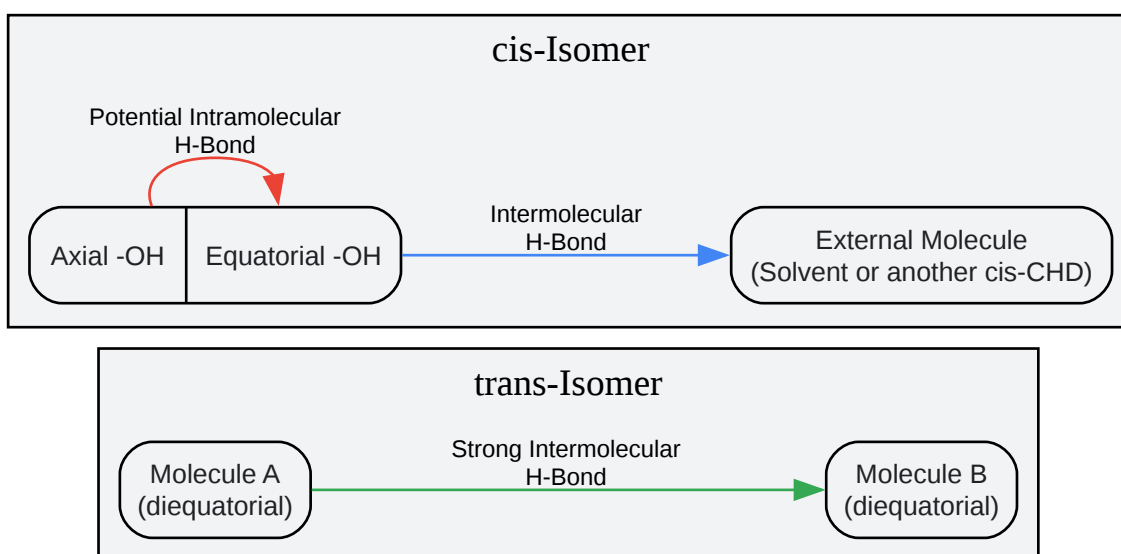 cis-Isomer
Potential Intramolecular
H-Bond
Axial -OH
Equatorial -OH
Intermolecular
H-Bond
External Molecule
(Solvent or another cis-CHD)
trans-Isomer
Molecule A
(diequatorial)
Strong Intermolecular
H-Bond
Molecule B
(diequatorial)